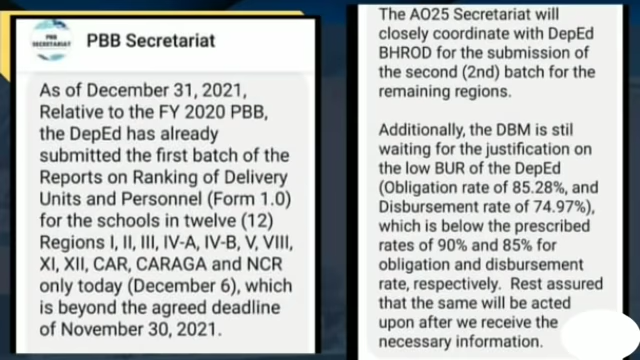 PBB
SECRETARIAT
PBB Secretariat
As of December 31, 2021,
Relative to the FY 2020 PBB,
the DepEd has already
submitted the first batch of the
Reports on Ranking of Delivery
Units and Personnel (Form 1.0)
for the schools in twelve (12)
Regions I, II, III, IV-A, IV-B, V, VIII,
XI, XII, CAR, CARAGA and NCR
only today (December 6), which
is beyond the agreed deadline
of November 30, 2021.
The AO25 Secretariat will
closely coordinate with DepEd
BHROD for the submission of
the second (2nd) batch for the
remaining regions.
Additionally, the DBM is stil
waiting for the justification on
the low BUR of the DepEd
(Obligation rate of 85.28%, and
Disbursement rate of 74.97%),
which is below the prescribed
rates of 90% and 85% for
obligation and disbursement
rate, respectively. Rest assured
that the same will be acted
upon after we receive the
necessary information.